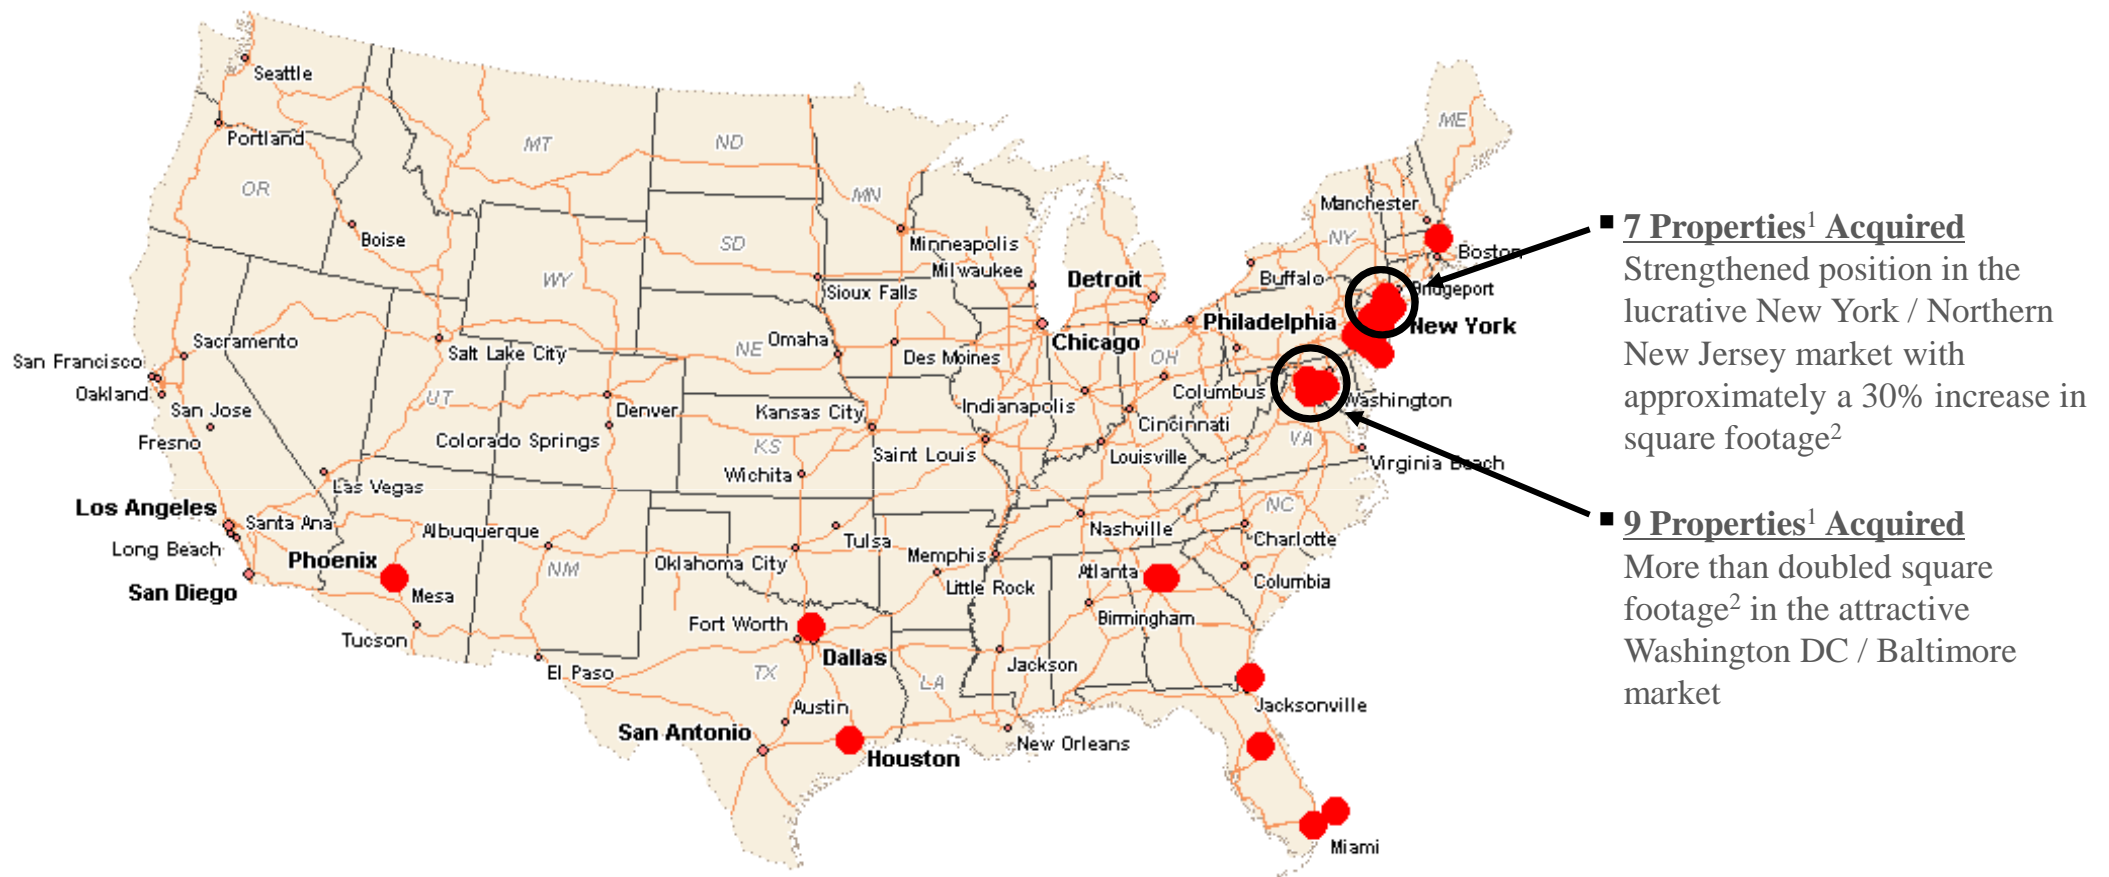 Seattle
Portland
OR
Boise
MT
ND
MN
SD
WY
Minneapolis
Milwaukee
Sioux Falls
Detroit
Buffalo
NY
Manchester
ME
Boston
Bridgeport
New York
Philadelphia
Chicago
Sacramento
San Francisco
Oakland
San Jose
Fresno
Salt Lake City
UT
NE
Omaha
Des Moines
OH
Columbus
Washington
Denver
Colorado Springs
Kansas City
KS
Wichita
Indianapolis
Cincinnati
Saint Louis
Louisville
VA
Virginia Beach
Las Vegas
Los Angeles
Santa Ana
Long Beach
San Diego
Phoenix
Mesa
Tucson
Albuquerque
NM
Oklahoma City
Tulsa
Memphis
Little Rock
Nashville
NC
Charlotte
Columbia
Atlanta
Birmingham
Fort Worth
Dallas
El Paso
TX
Jackson
LA
Austin
San Antonio
Houston
New Orleans
Jacksonville
Miami
▪ 7 Properties¹ Acquired
Strengthened position in the
lucrative New York / Northern
New Jersey market with
approximately a 30% increase in
square footage²
▪ 9 Properties¹ Acquired
More than doubled square
footage² in the attractive
Washington DC / Baltimore
market